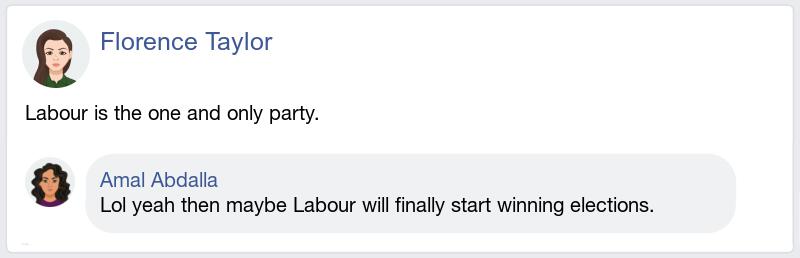 Florence Taylor
Labour is the one and only party.
Amal Abdalla
Lol yeah then maybe Labour will finally start winning elections.